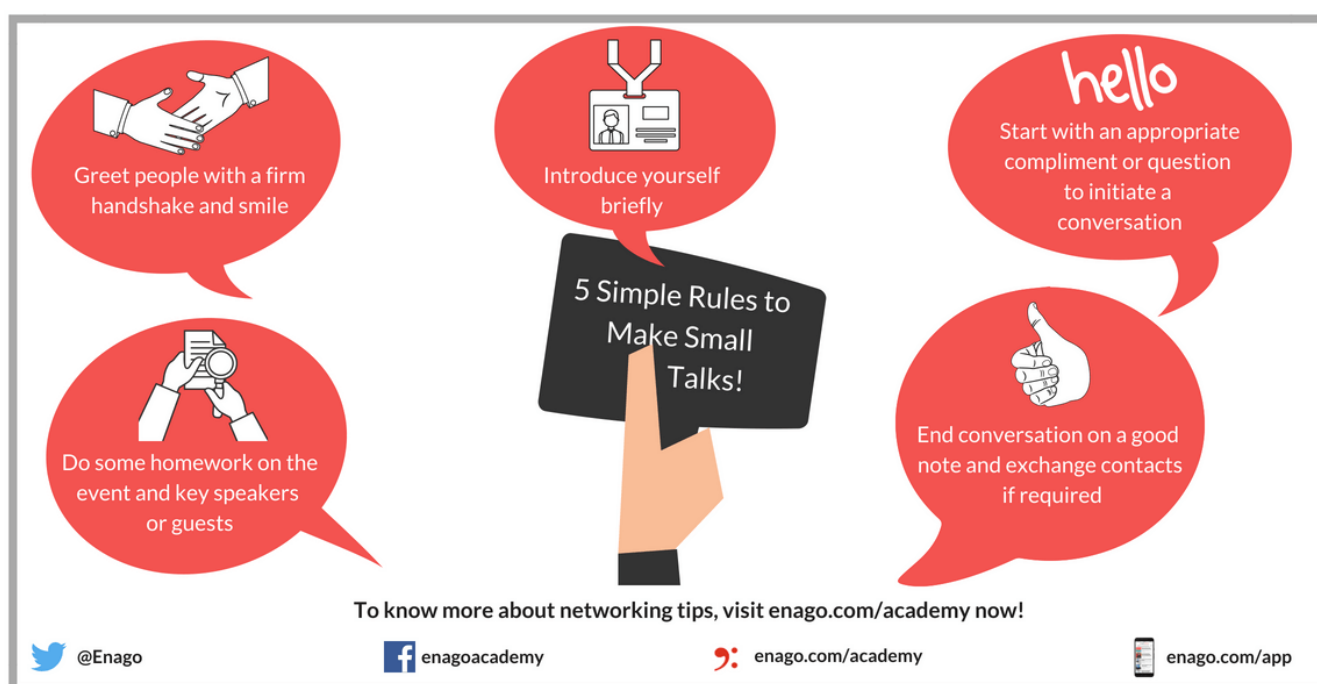 5 Simple Rules to
Make Small
Talks!
Greet people with a firm
handshake and smile
Introduce yourself
briefly
hello
Start with an appropriate
compliment or question
to initiate a
conversation
Do some homework on the
event and key speakers
or guests
End conversation on a good
note and exchange contacts
if required
To know more about networking tips, visit enago.com/academy now!
@Enago
enagoacademy
enago.com/academy
enago.com/app